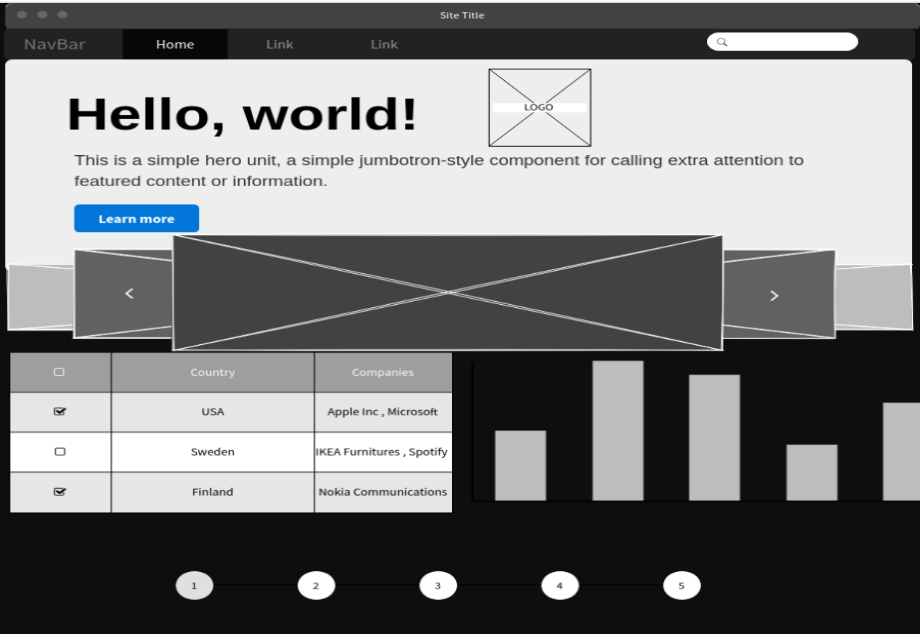 Site Title
NavBar Home Link Link
Hello, world!
LOGO
This is a simple hero unit, a simple jumbotron-style component for calling extra attention to
featured content or information.
Learn more
< >
Country Companies
USA Apple Inc , Microsoft
Sweden IKEA Furnitures , Spotify
Finland Nokia Communications
1 2 3 4 5